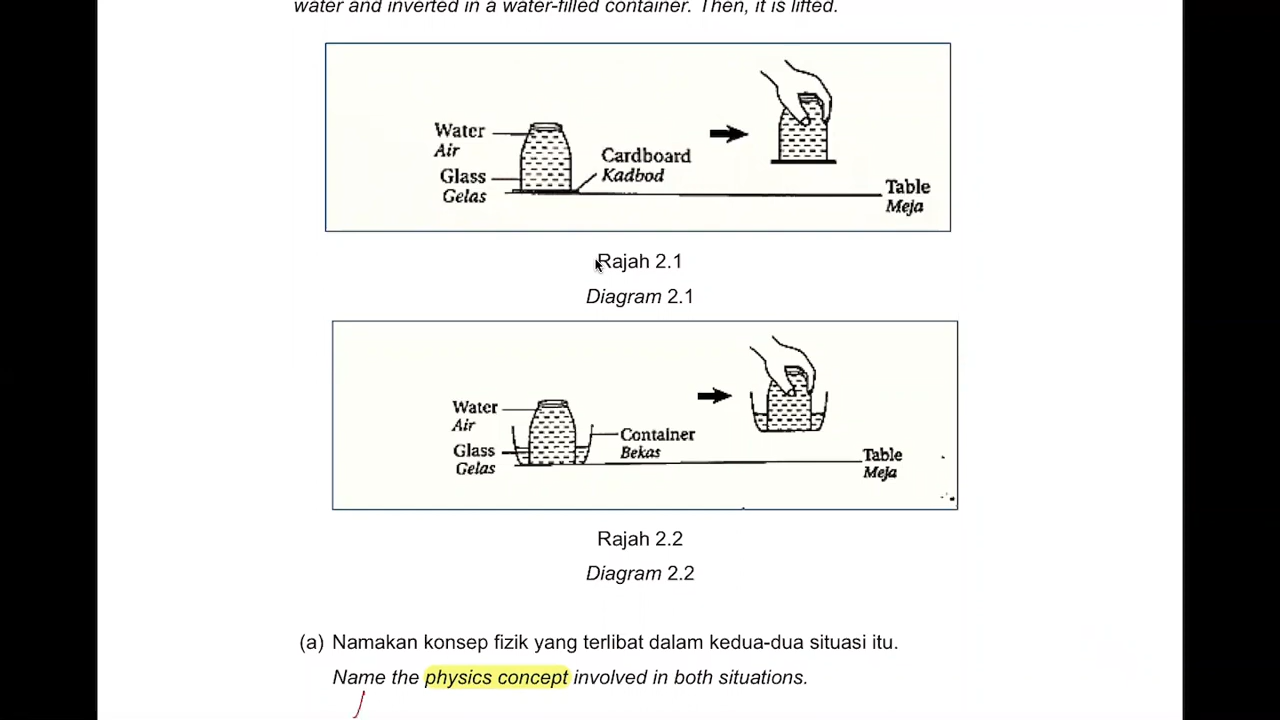 water and inverted in a water-filled container. Then, it is lifted.
Water
Air
Glass
Gelas
Cardboard
Kadbod
Table
Meja
Rajah 2.1
Diagram 2.1
Water
Air
Glass
Gelas
Container
Bekas
Table
Meja
Rajah 2.2
Diagram 2.2
(a) Namakan konsep fizik yang terlibat dalam kedua-dua situasi itu.
Name the physics concept involved in both situations.